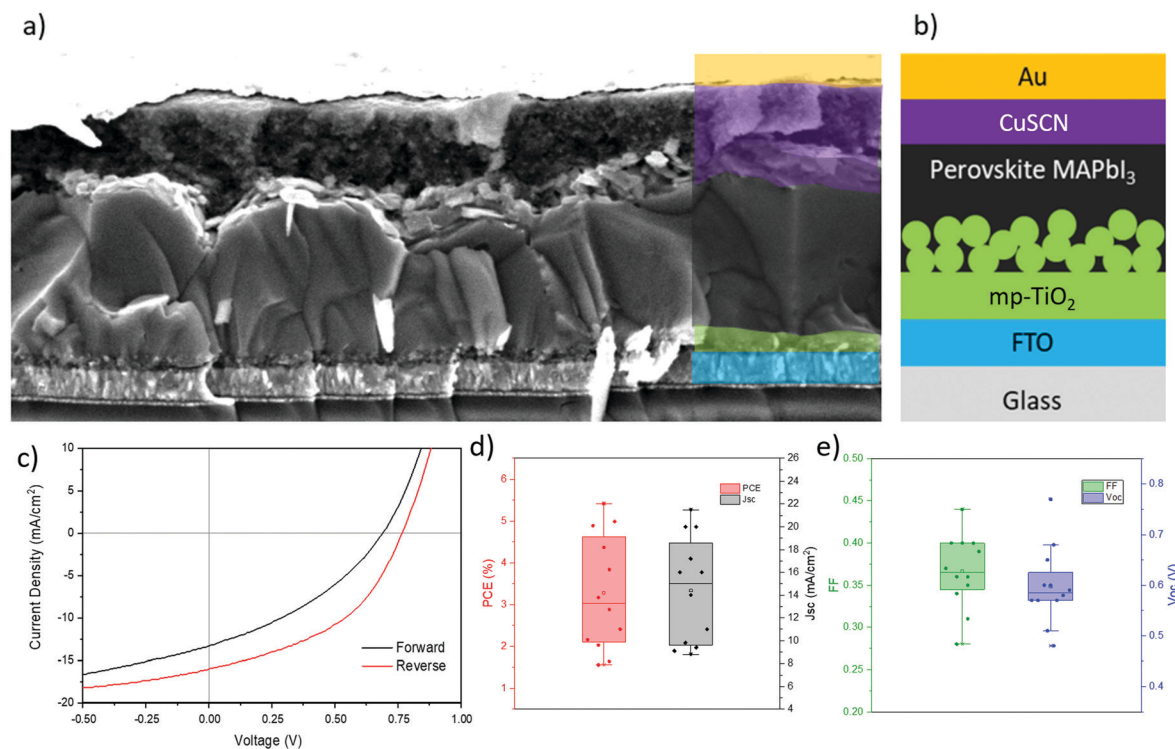 a)
b)
Au
CuSCN
Perovskite MAPbI₃
mp-TiO₂
FTO
Glass
c)
10
5
0
-5
-10
-15
-20
Current Density (mA/cm²)
-0.50
-0.25
0.00
0.25
0.50
0.75
1.00
Voltage (V)
Forward
Reverse
d)
6
5
4
3
2
1
PCE (%)
PCE
Jsc
26
24
22
20
18
16
14
12
10
8
6
4
Jsc (mA/cm²)
e)
0.50
0.45
0.40
0.35
0.30
0.25
0.20
FF
FF
Voc
0.8
0.7
0.6
0.5
0.4
Voc (V)